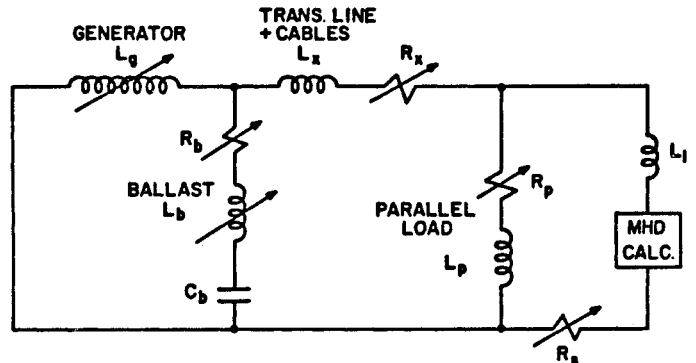 GENERATOR
Lg
TRANS. LINE
+ CABLES
Lx
Rx
Rb
BALLAST
Lb
Cb
Rp
PARALLEL
LOAD
Lp
Ll
MHD
CALC.
Rs